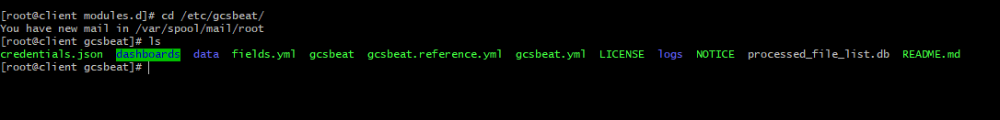 [root@client modules.d]# cd /etc/gcsbeat/
You have new mail in /var/spool/mail/root
[root@client gcsbeat]# ls
credentials.json  dashboards  data  fields.yml  gcsbeat  gcsbeat.reference.yml  gcsbeat.yml  LICENSE  logs  NOTICE  processed_file_list.db  README.md
[root@client gcsbeat]#